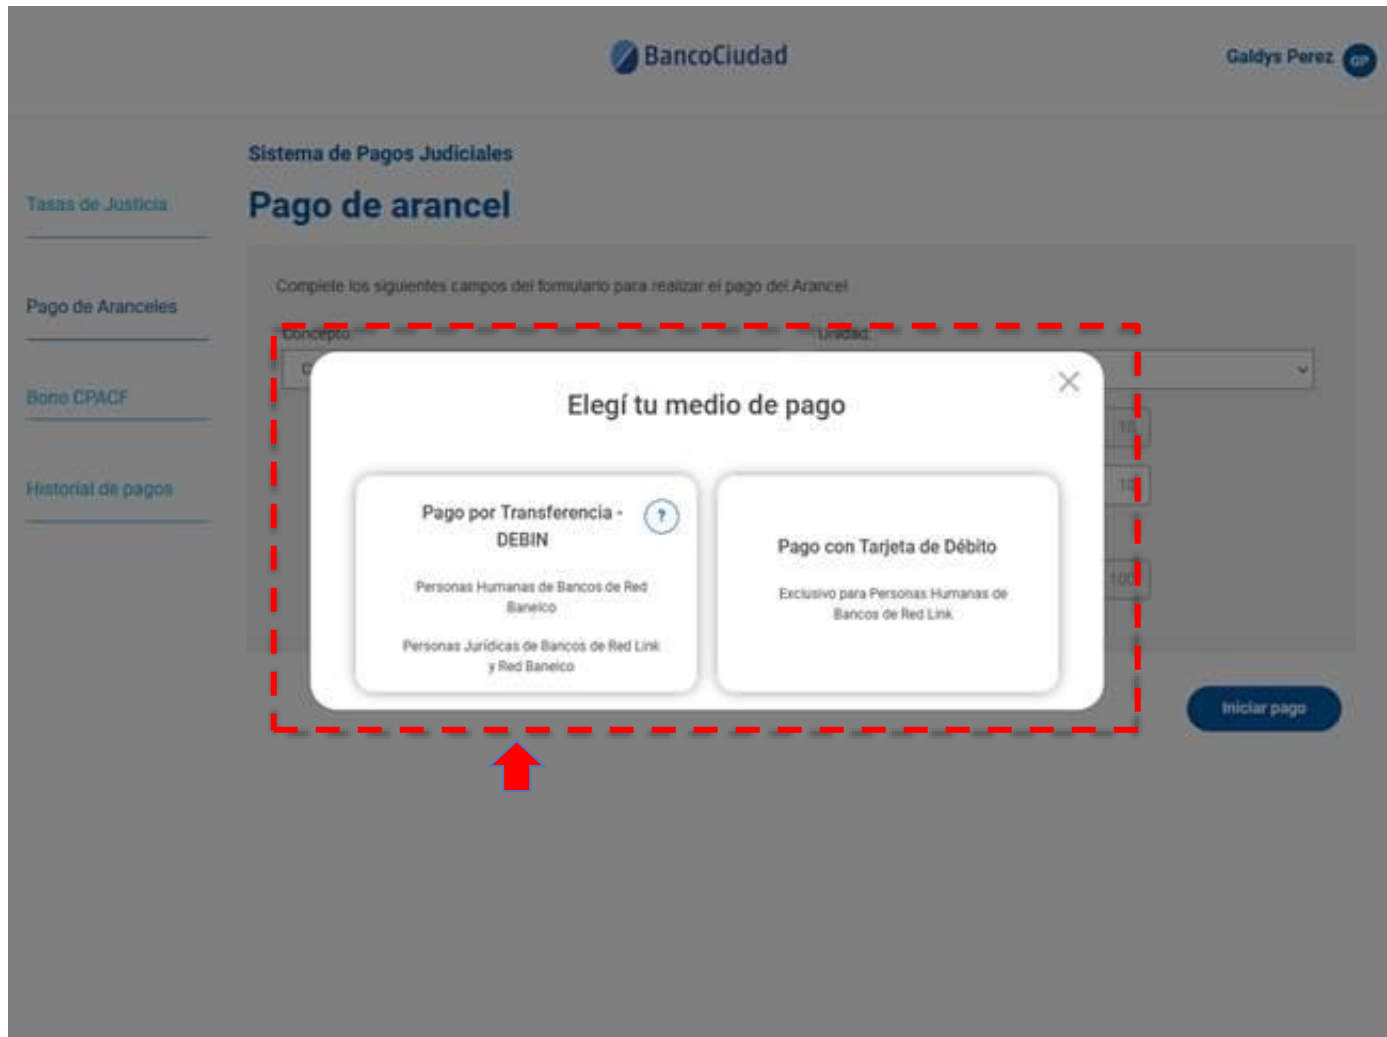 BancoCiudad
Galdys Perez GP
Sistema de Pagos Judiciales
Pago de arancel
Tasas de Justicia
Pago de Aranceles
Bono CPACF
Historial de pagos
Complete los siguientes campos del formulario para realizar el pago del Arancel
Concepto:
Unidad:
Elegí tu medio de pago
Pago por Transferencia -
DEBIN
?
Personas Humanas de Bancos de Red
Banelco
Personas Jurídicas de Bancos de Red Link
y Red Banelco
Pago con Tarjeta de Débito
Exclusivo para Personas Humanas de
Bancos de Red Link
10
10
100
Iniciar pago